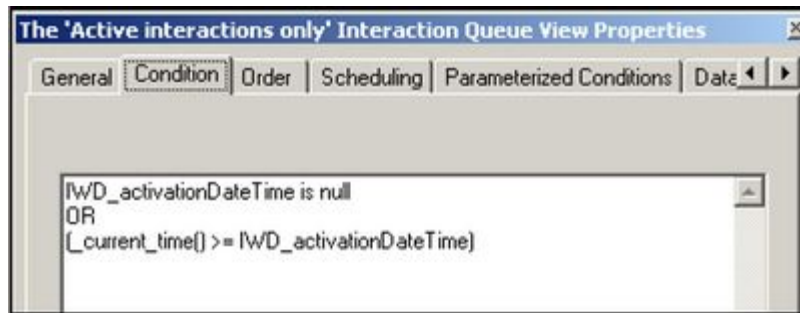 The 'Active interactions only' Interaction Queue View Properties
General Condition Order Scheduling Parameterized Conditions Data
IWD_activationDateTime is null
OR
(_current_time() >= IWD_activationDateTime)